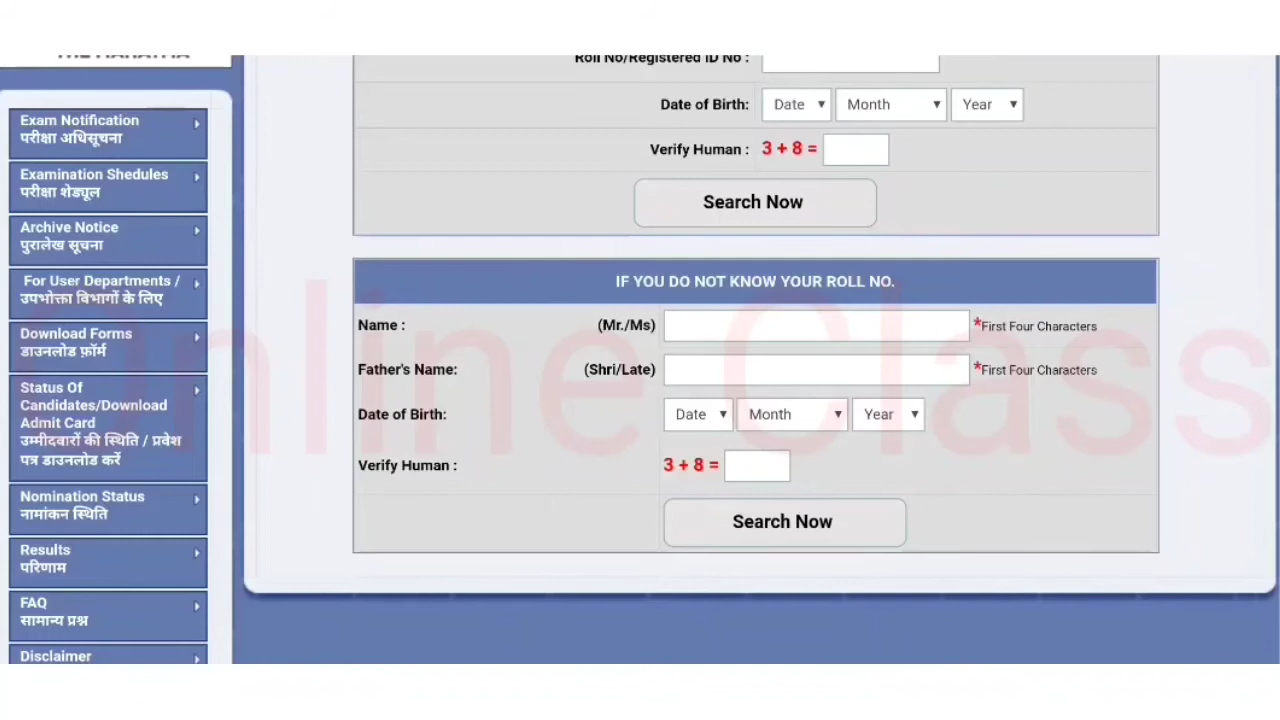 Roll No/Registered ID No :
Date of Birth: Date Month Year
Verify Human : 3 + 8 =
Search Now
IF YOU DO NOT KNOW YOUR ROLL NO.
Name : (Mr./Ms) *First Four Characters
Father's Name: (Shri/Late) *First Four Characters
Date of Birth: Date Month Year
Verify Human : 3 + 8 =
Search Now
Exam Notification
परीक्षा अधिसूचना
Examination Shedules
परीक्षा शेड्यूल
Archive Notice
पुरालेख सूचना
For User Departments /
उपभोक्ता विभागों के लिए
Download Forms
डाउनलोड फ़ॉर्म
Status Of
Candidates/Download
Admit Card
उम्मीदवारों की स्थिति / प्रवेश
पत्र डाउनलोड करें
Nomination Status
नामांकन स्थिति
Results
परिणाम
FAQ
सामान्य प्रश्न
Disclaimer
Online Class